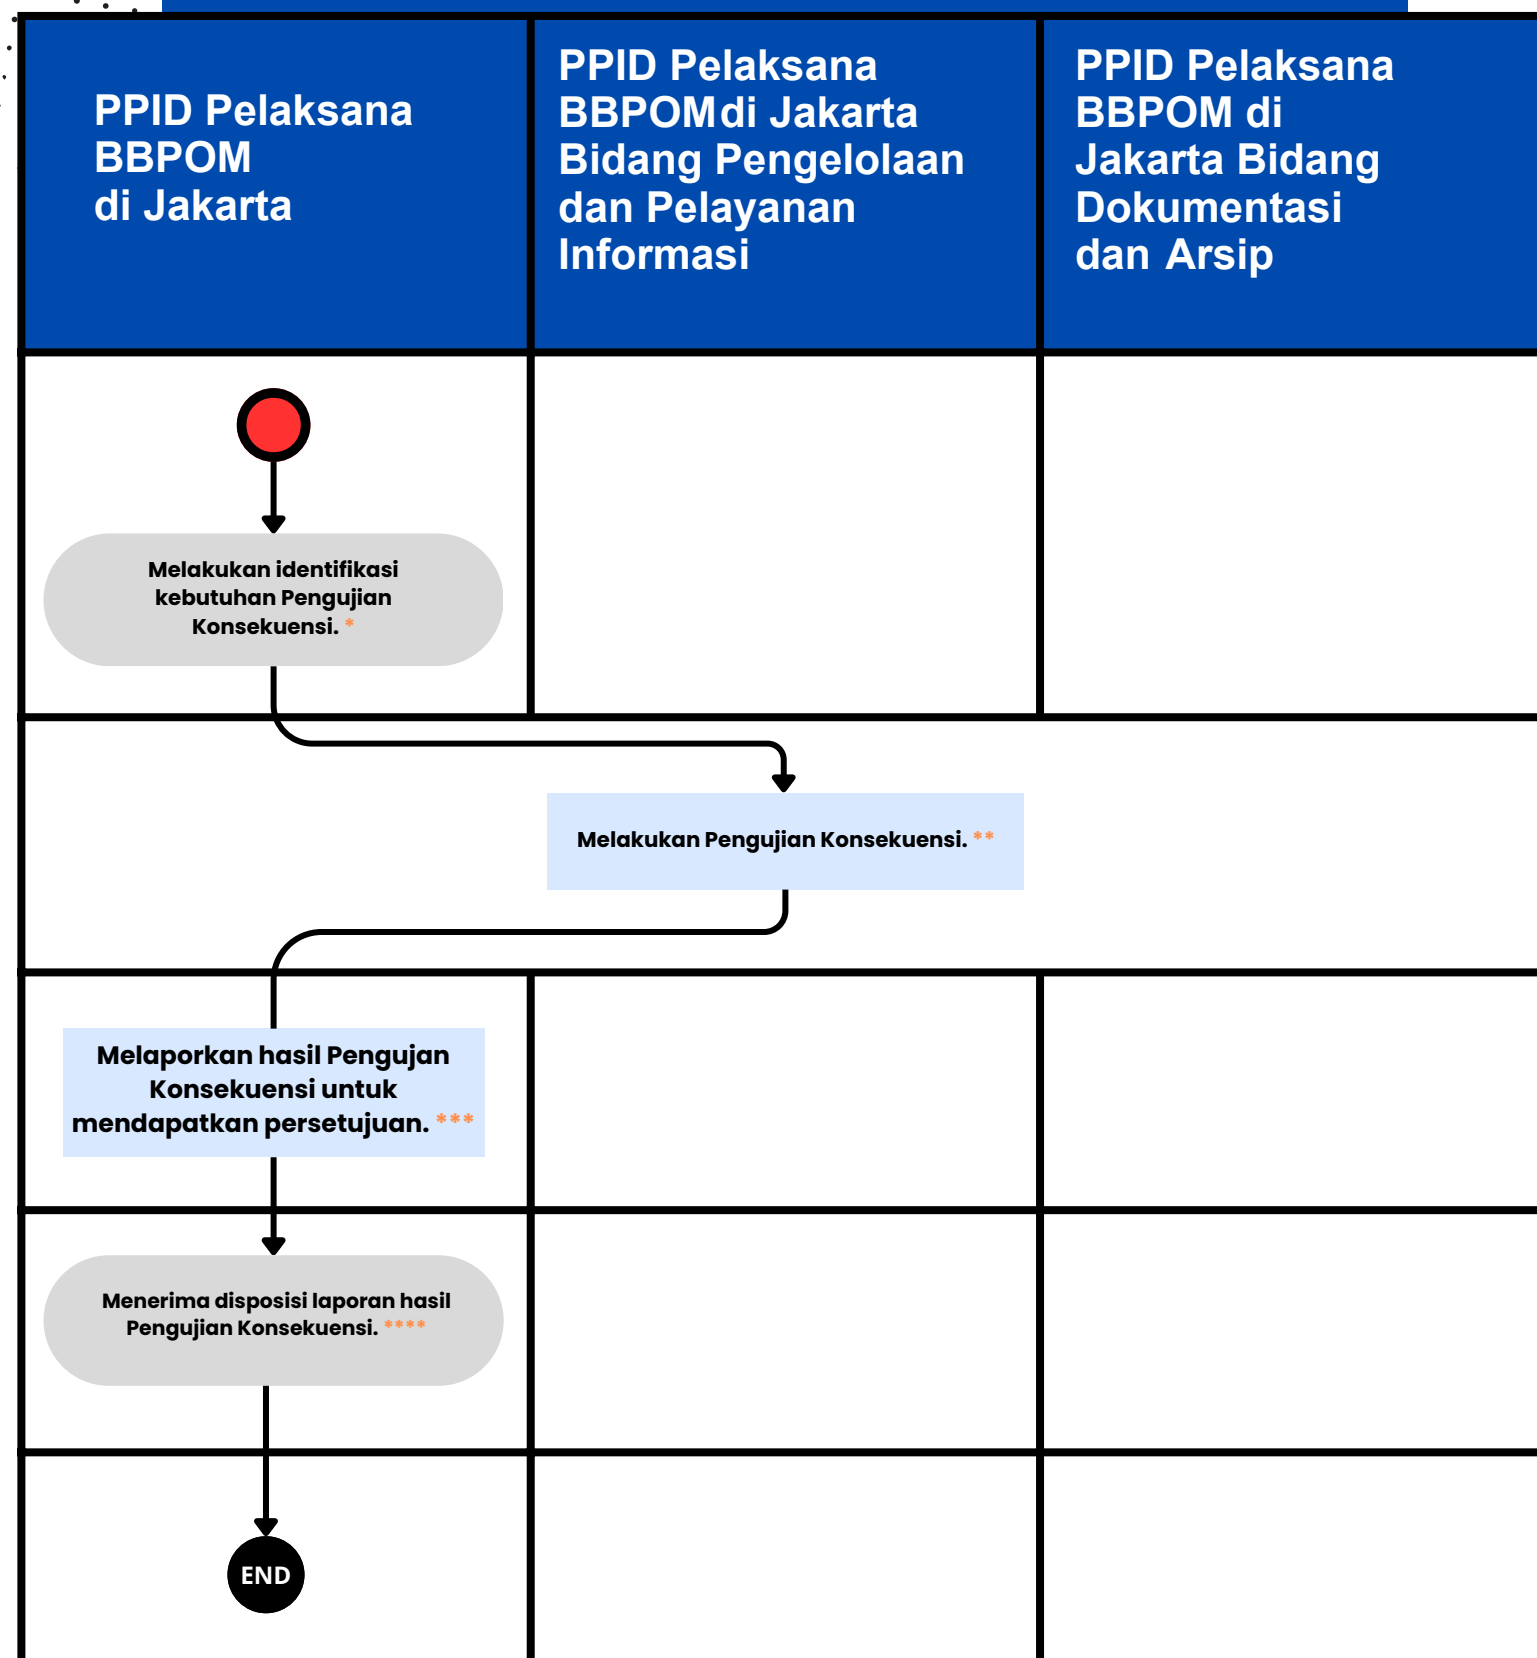 PPID Pelaksana
BBPOM
di Jakarta
PPID Pelaksana
BBPOM di Jakarta
Bidang Pengelolaan
dan Pelayanan
Informasi
PPID Pelaksana
BBPOM di
Jakarta Bidang
Dokumentasi
dan Arsip
Melakukan identifikasi
kebutuhan Pengujian
Konsekuensi. *
Melakukan Pengujian Konsekuensi. **
Melaporkan hasil Pengujan
Konsekuensi untuk
mendapatkan persetujuan. ***
Menerima disposisi laporan hasil
Pengujian Konsekuensi. ****
END